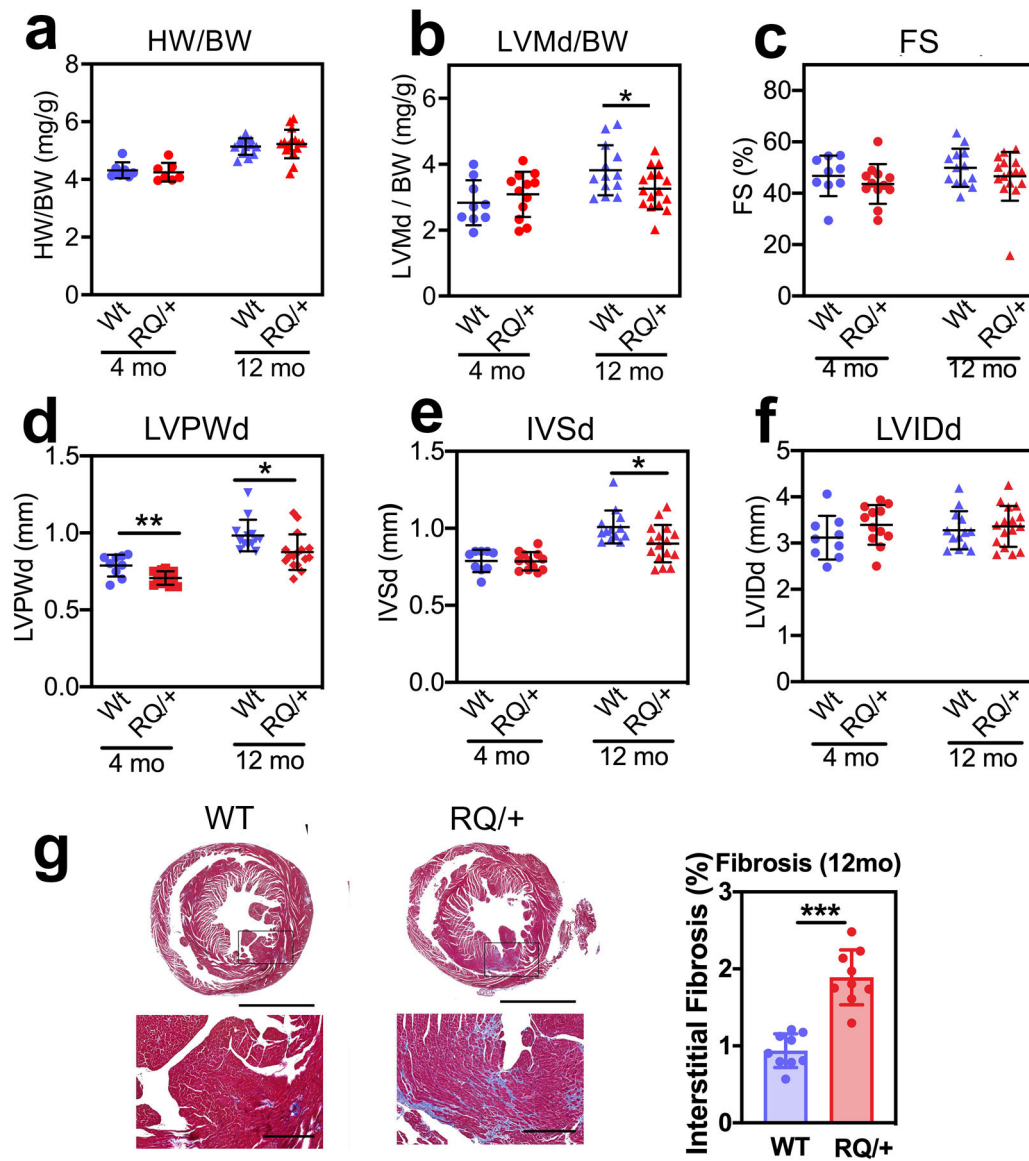 a
HW/BW
HW/BW (mg/g)
8
6
4
2
0
Wt
RQ/+
Wt
RQ/+
4 mo
12 mo
b
LVMd/BW
LVMd / BW (mg/g)
6
4
2
0
*
Wt
RQ/+
Wt
RQ/+
4 mo
12 mo
c
FS
FS (%)
80
60
40
20
0
Wt
RQ/+
Wt
RQ/+
4 mo
12 mo
d
LVPWd
LVPWd (mm)
1.5
1.0
0.5
0.0
**
*
Wt
RQ/+
Wt
RQ/+
4 mo
12 mo
e
IVSd
IVSd (mm)
1.5
1.0
0.5
0.0
*
Wt
RQ/+
Wt
RQ/+
4 mo
12 mo
f
LVIDd
LVIDd (mm)
5
4
3
2
1
0
Wt
RQ/+
Wt
RQ/+
4 mo
12 mo
g
WT
RQ/+
Fibrosis (12mo)
Interstitial Fibrosis (%)
3
2
1
0
***
WT
RQ/+